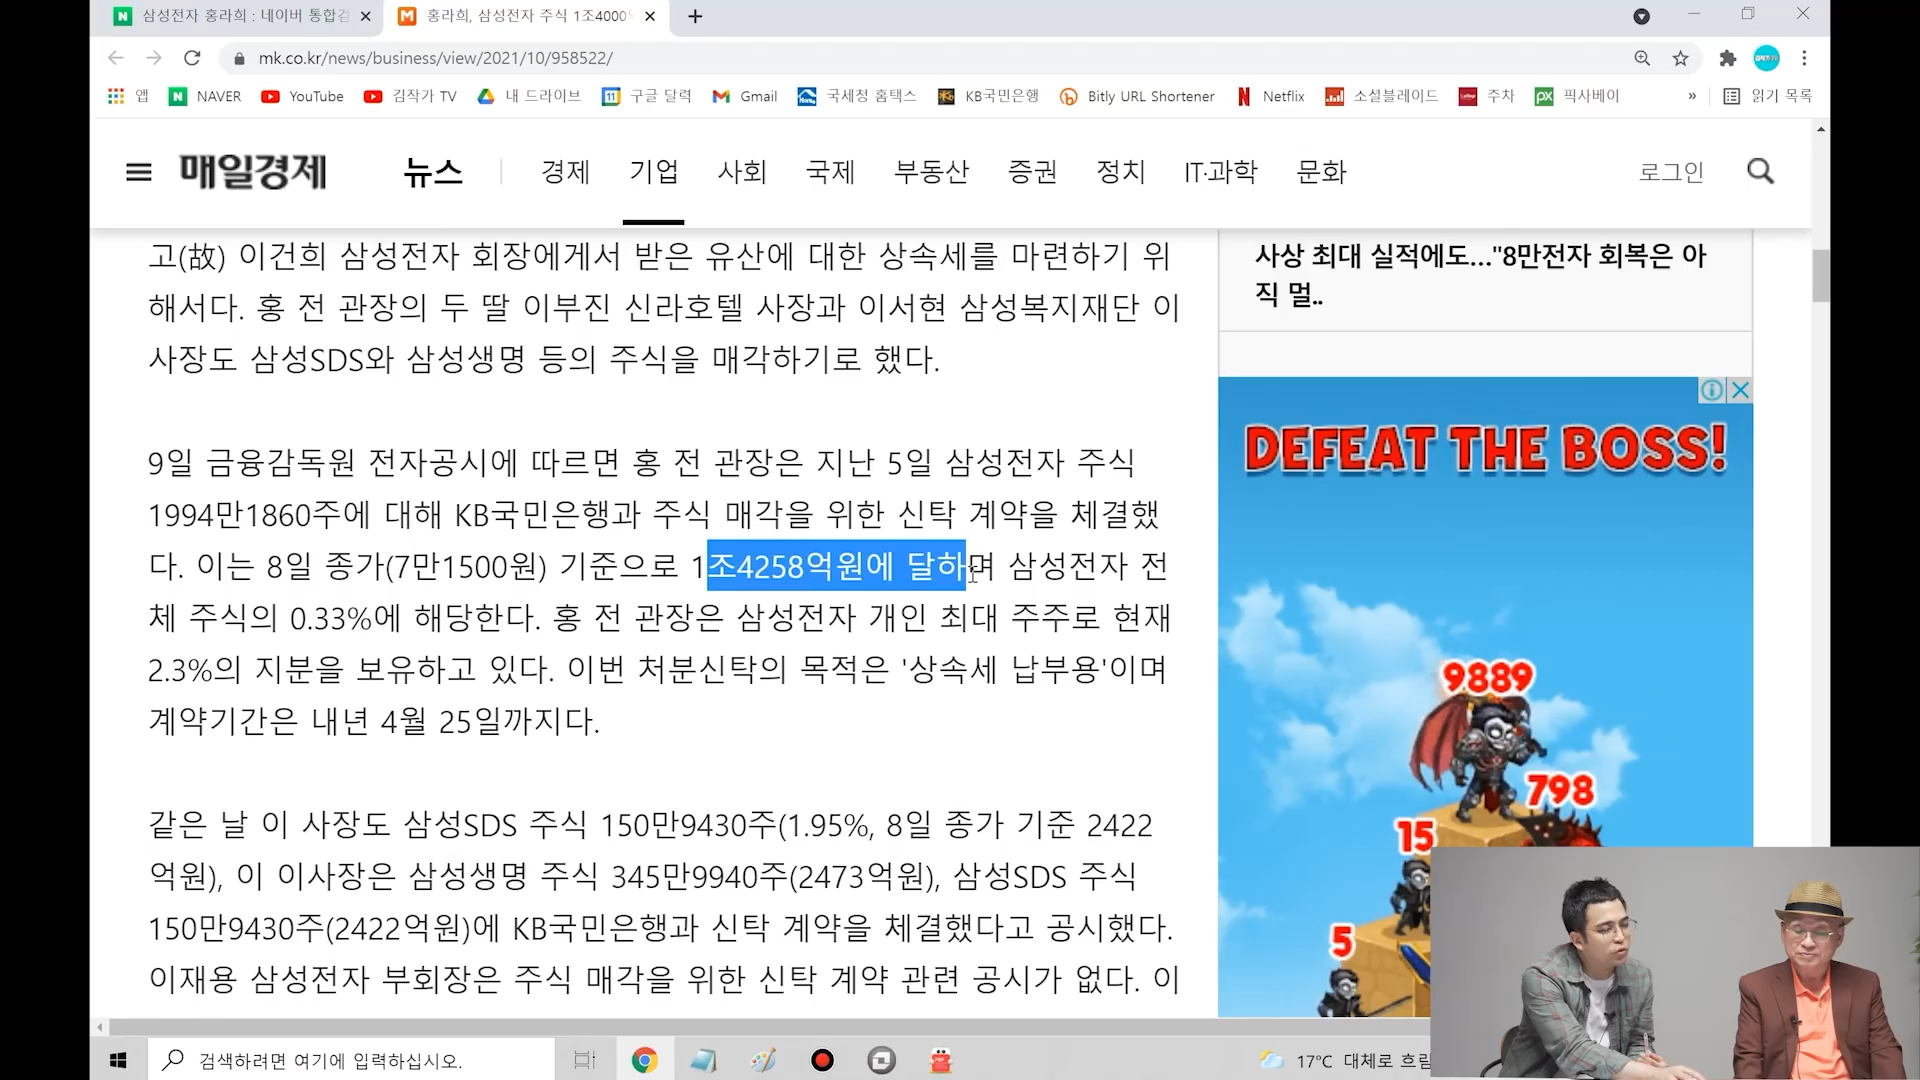 삼성전자 홍라희 : 네이버 통합검
홍라희, 삼성전자 주식 1조4000
mk.co.kr/news/business/view/2021/10/958522/
앱
NAVER
YouTube
김작가 TV
내 드라이브
구글 달력
Gmail
국세청 홈택스
KB국민은행
Bitly URL Shortener
Netflix
소설블레이드
주차
픽사베이
»
읽기 목록
매일경제
뉴스
경제
기업
사회
국제
부동산
증권
정치
IT·과학
문화
로그인
고(故) 이건희 삼성전자 회장에게서 받은 유산에 대한 상속세를 마련하기 위
해서다. 홍 전 관장의 두 딸 이부진 신라호텔 사장과 이서현 삼성복지재단 이
사장도 삼성SDS와 삼성생명 등의 주식을 매각하기로 했다.
9일 금융감독원 전자공시에 따르면 홍 전 관장은 지난 5일 삼성전자 주식
1994만1860주에 대해 KB국민은행과 주식 매각을 위한 신탁 계약을 체결했
다. 이는 8일 종가(7만1500원) 기준으로 1조4258억원에 달하며 삼성전자 전
체 주식의 0.33%에 해당한다. 홍 전 관장은 삼성전자 개인 최대 주주로 현재
2.3%의 지분을 보유하고 있다. 이번 처분신탁의 목적은 '상속세 납부용'이며
계약기간은 내년 4월 25일까지다.
같은 날 이 사장도 삼성SDS 주식 150만9430주(1.95%, 8일 종가 기준 2422
억원), 이 이사장은 삼성생명 주식 345만9940주(2473억원), 삼성SDS 주식
150만9430주(2422억원)에 KB국민은행과 신탁 계약을 체결했다고 공시했다.
이재용 삼성전자 부회장은 주식 매각을 위한 신탁 계약 관련 공시가 없다. 이
사상 최대 실적에도..."8만전자 회복은 아
직 멀..
DEFEAT THE BOSS!
9889
798
15
5
검색하려면 여기에 입력하십시오.
17°C 대체로 흐림